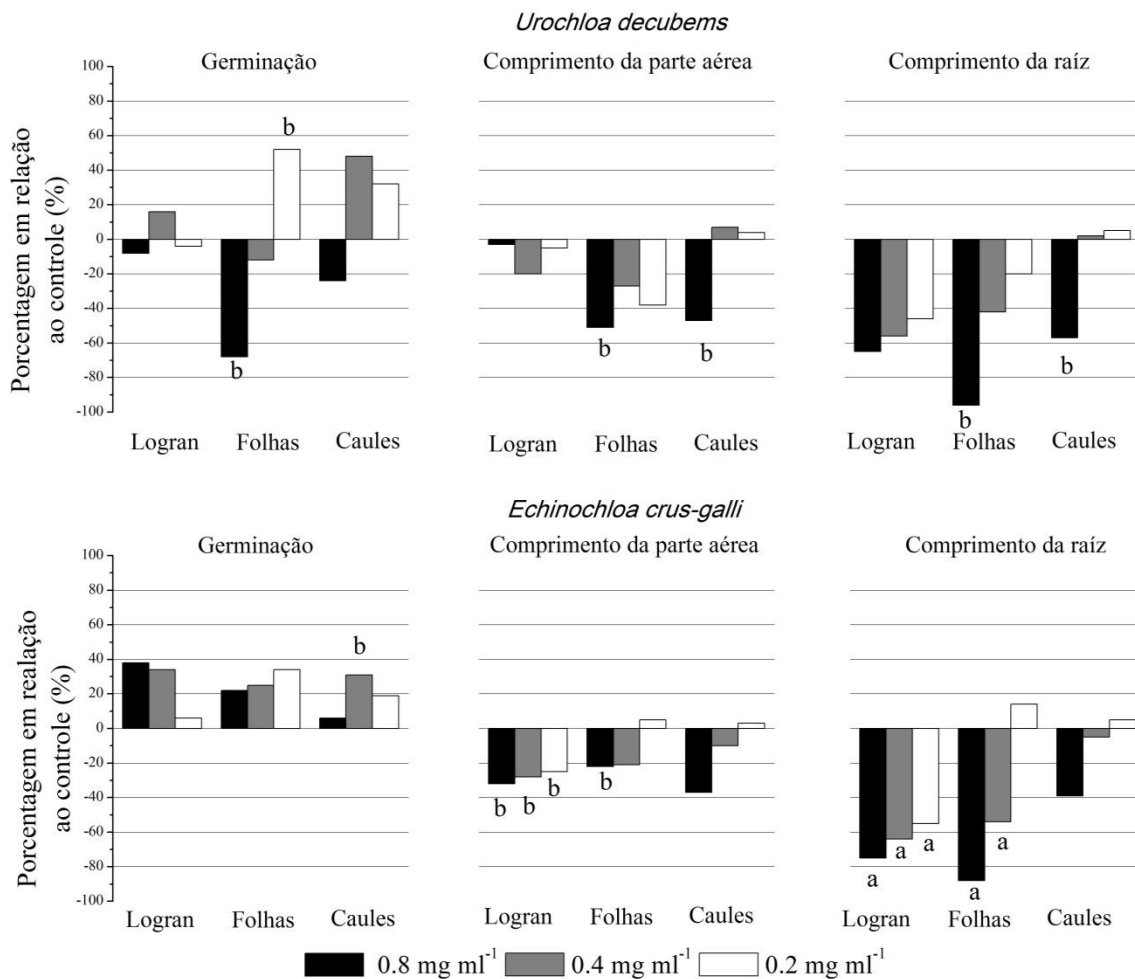 Urochloa decubems
Germinação
Comprimento da parte aérea
Comprimento da raíz
Porcentagem em relação
ao controle (%)
100
80
60
40
20
0
-20
-40
-60
-80
-100
b
b
b
b
b
b
Logran Folhas Caules
Logran Folhas Caules
Logran Folhas Caules
Echinochloa crus-galli
Germinação
Comprimento da parte aérea
Comprimento da raíz
Porcentagem em realação
ao controle (%)
100
80
60
40
20
0
-20
-40
-60
-80
-100
b
b b b b
a a a a a
Logran Folhas Caules
Logran Folhas Caules
Logran Folhas Caules
0.8 mg ml⁻¹ 0.4 mg ml⁻¹ 0.2 mg ml⁻¹